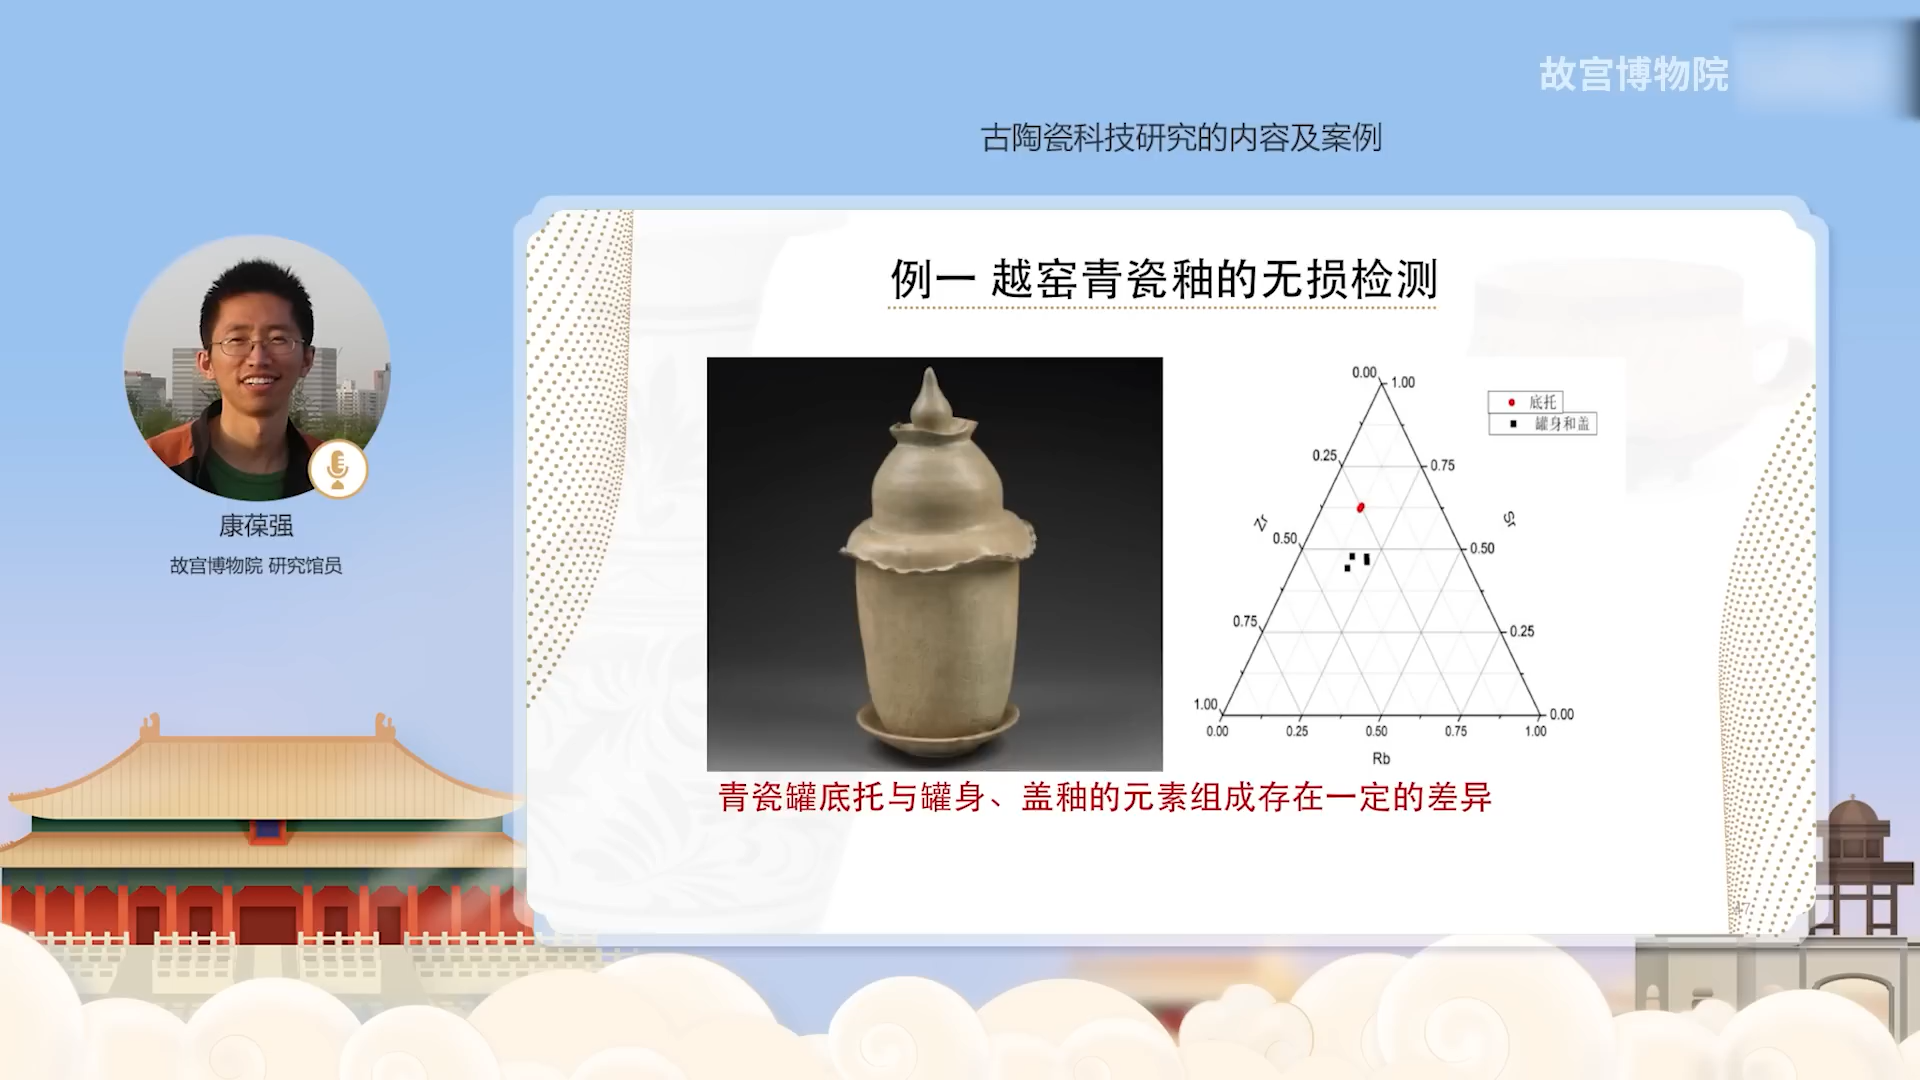 故宫博物院
古陶瓷科技研究的内容及案例
康葆强
故宫博物院 研究馆员
例一 越窑青瓷釉的无损检测
底托
罐身和盖
0.00
1.00
0.25
0.75
Zr
Sr
0.50
0.50
0.75
0.25
1.00
0.00
0.00
0.25
0.50
0.75
1.00
Rb
青瓷罐底托与罐身、盖釉的元素组成存在一定的差异